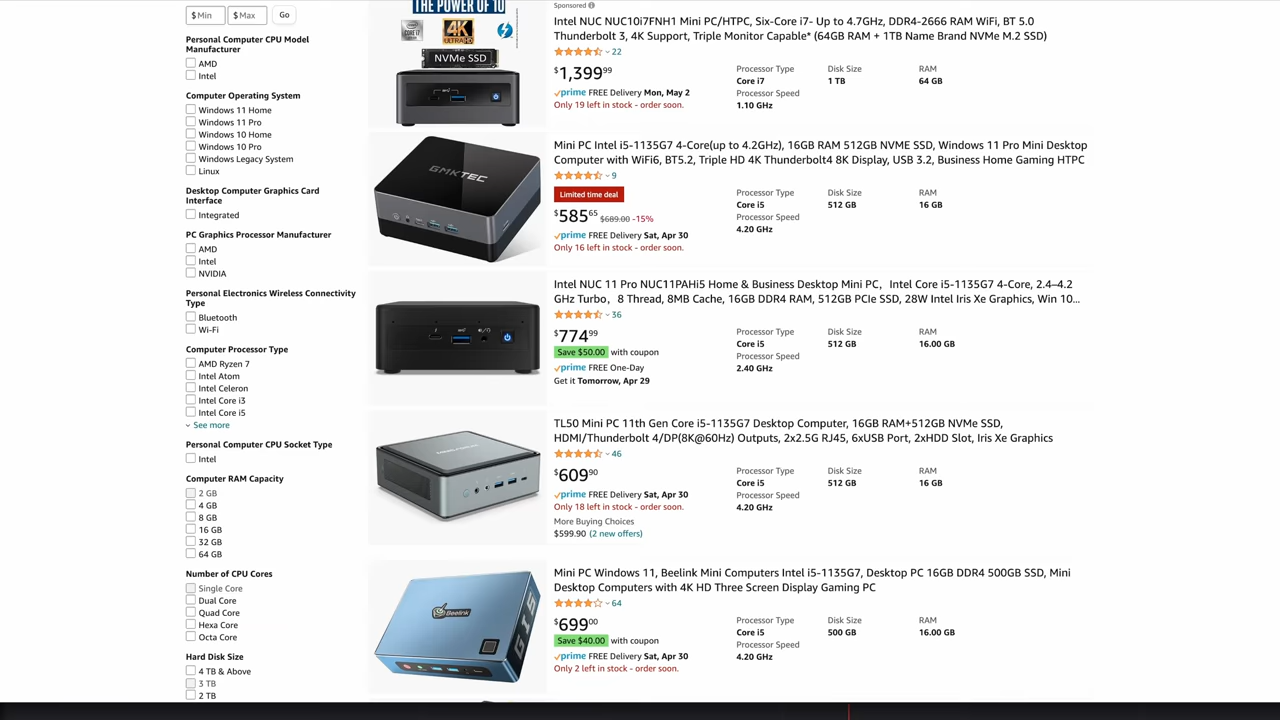 $ Min
$ Max
Go
Personal Computer CPU Model
Manufacturer
AMD
Intel
Computer Operating System
Windows 11 Home
Windows 11 Pro
Windows 10 Home
Windows 10 Pro
Windows Legacy System
Linux
Desktop Computer Graphics Card
Interface
Integrated
PC Graphics Processor Manufacturer
AMD
Intel
NVIDIA
Personal Electronics Wireless Connectivity
Type
Bluetooth
Wi-Fi
Computer Processor Type
AMD Ryzen 7
Intel Atom
Intel Celeron
Intel Core i3
Intel Core i5
See more
Personal Computer CPU Socket Type
Intel
Computer RAM Capacity
2 GB
4 GB
8 GB
16 GB
32 GB
64 GB
Number of CPU Cores
Single Core
Dual Core
Quad Core
Hexa Core
Octa Core
Hard Disk Size
4 TB & Above
3 TB
2 TB
THE POWER OF 10
4K
NVMe SSD
Sponsored
Intel NUC NUC10i7FNH1 Mini PC/HTPC, Six-Core i7- Up to 4.7GHz, DDR4-2666 RAM WiFi, BT 5.0
Thunderbolt 3, 4K Support, Triple Monitor Capable* (64GB RAM + 1TB Name Brand NVMe M.2 SSD)
22
$1,399.99
prime FREE Delivery Mon, May 2
Only 19 left in stock - order soon.
Processor Type Disk Size RAM
Core i7 1 TB 64 GB
Processor Speed
1.10 GHz
GMKTEC
Mini PC Intel i5-1135G7 4-Core(up to 4.2GHz), 16GB RAM 512GB NVME SSD, Windows 11 Pro Mini Desktop
Computer with WiFi6, BT5.2, Triple HD 4K Thunderbolt4 8K Display, USB 3.2, Business Home Gaming HTPC
9
Limited time deal
$585.65 $689.00 -15%
prime FREE Delivery Sat, Apr 30
Only 16 left in stock - order soon.
Processor Type Disk Size RAM
Core i5 512 GB 16 GB
Processor Speed
4.20 GHz
Intel NUC 11 Pro NUC11PAHi5 Home & Business Desktop Mini PC，Intel Core i5-1135G7 4-Core, 2.4–4.2
GHz Turbo，8 Thread, 8MB Cache, 16GB DDR4 RAM, 512GB PCIe SSD, 28W Intel Iris Xe Graphics, Win 10…
36
$774.99
Save $50.00 with coupon
prime FREE One-Day
Get it Tomorrow, Apr 29
Processor Type Disk Size RAM
Core i5 512 GB 16.00 GB
Processor Speed
2.40 GHz
TL50 Mini PC 11th Gen Core i5-1135G7 Desktop Computer, 16GB RAM+512GB NVMe SSD,
HDMI/Thunderbolt 4/DP(8K@60Hz) Outputs, 2x2.5G RJ45, 6xUSB Port, 2xHDD Slot, Iris Xe Graphics
46
$609.90
prime FREE Delivery Sat, Apr 30
Only 18 left in stock - order soon.
More Buying Choices
$599.90 (2 new offers)
Processor Type Disk Size RAM
Core i5 512 GB 16 GB
Processor Speed
4.20 GHz
Beelink
Mini PC Windows 11, Beelink Mini Computers Intel i5-1135G7, Desktop PC 16GB DDR4 500GB SSD, Mini
Desktop Computers with 4K HD Three Screen Display Gaming PC
64
$699.00
Save $40.00 with coupon
prime FREE Delivery Sat, Apr 30
Only 2 left in stock - order soon.
Processor Type Disk Size RAM
Core i5 500 GB 16.00 GB
Processor Speed
4.20 GHz